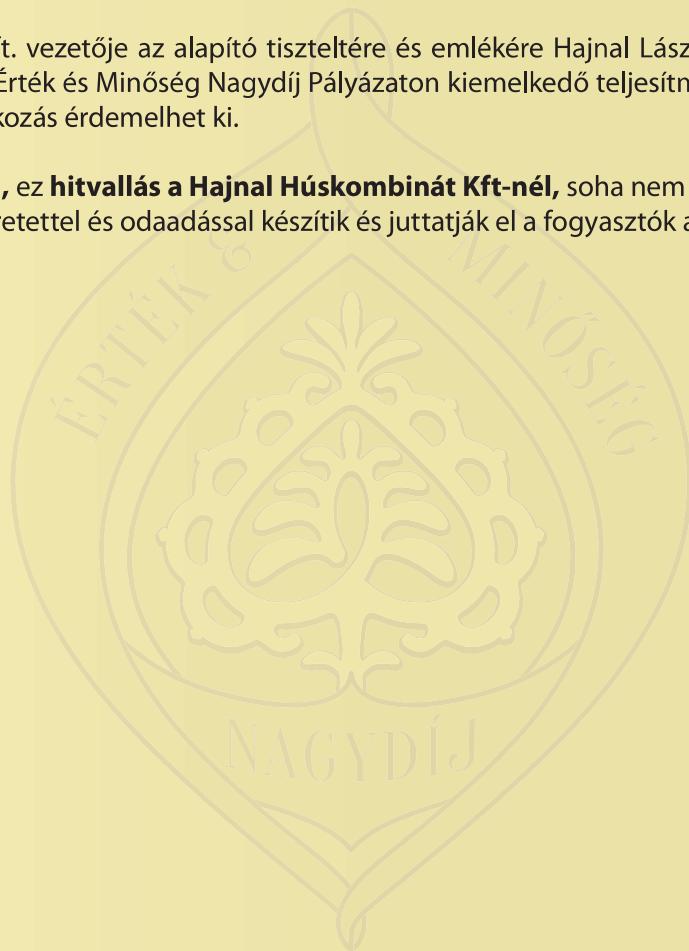 ft. vezetője az alapító tiszteltére és emlékére Hajnal Lász
Érték és Minőség Nagydíj Pályázaton kiemelkedő teljesítm
kozás érdemelhet ki.
, ez hitvallás a Hajnal Húskombinát Kft-nél, soha nem
retettel és odaadással készítik és juttatják el a fogyasztók a
ÉRTÉK & MINŐSÉG
NAGYDÍJ